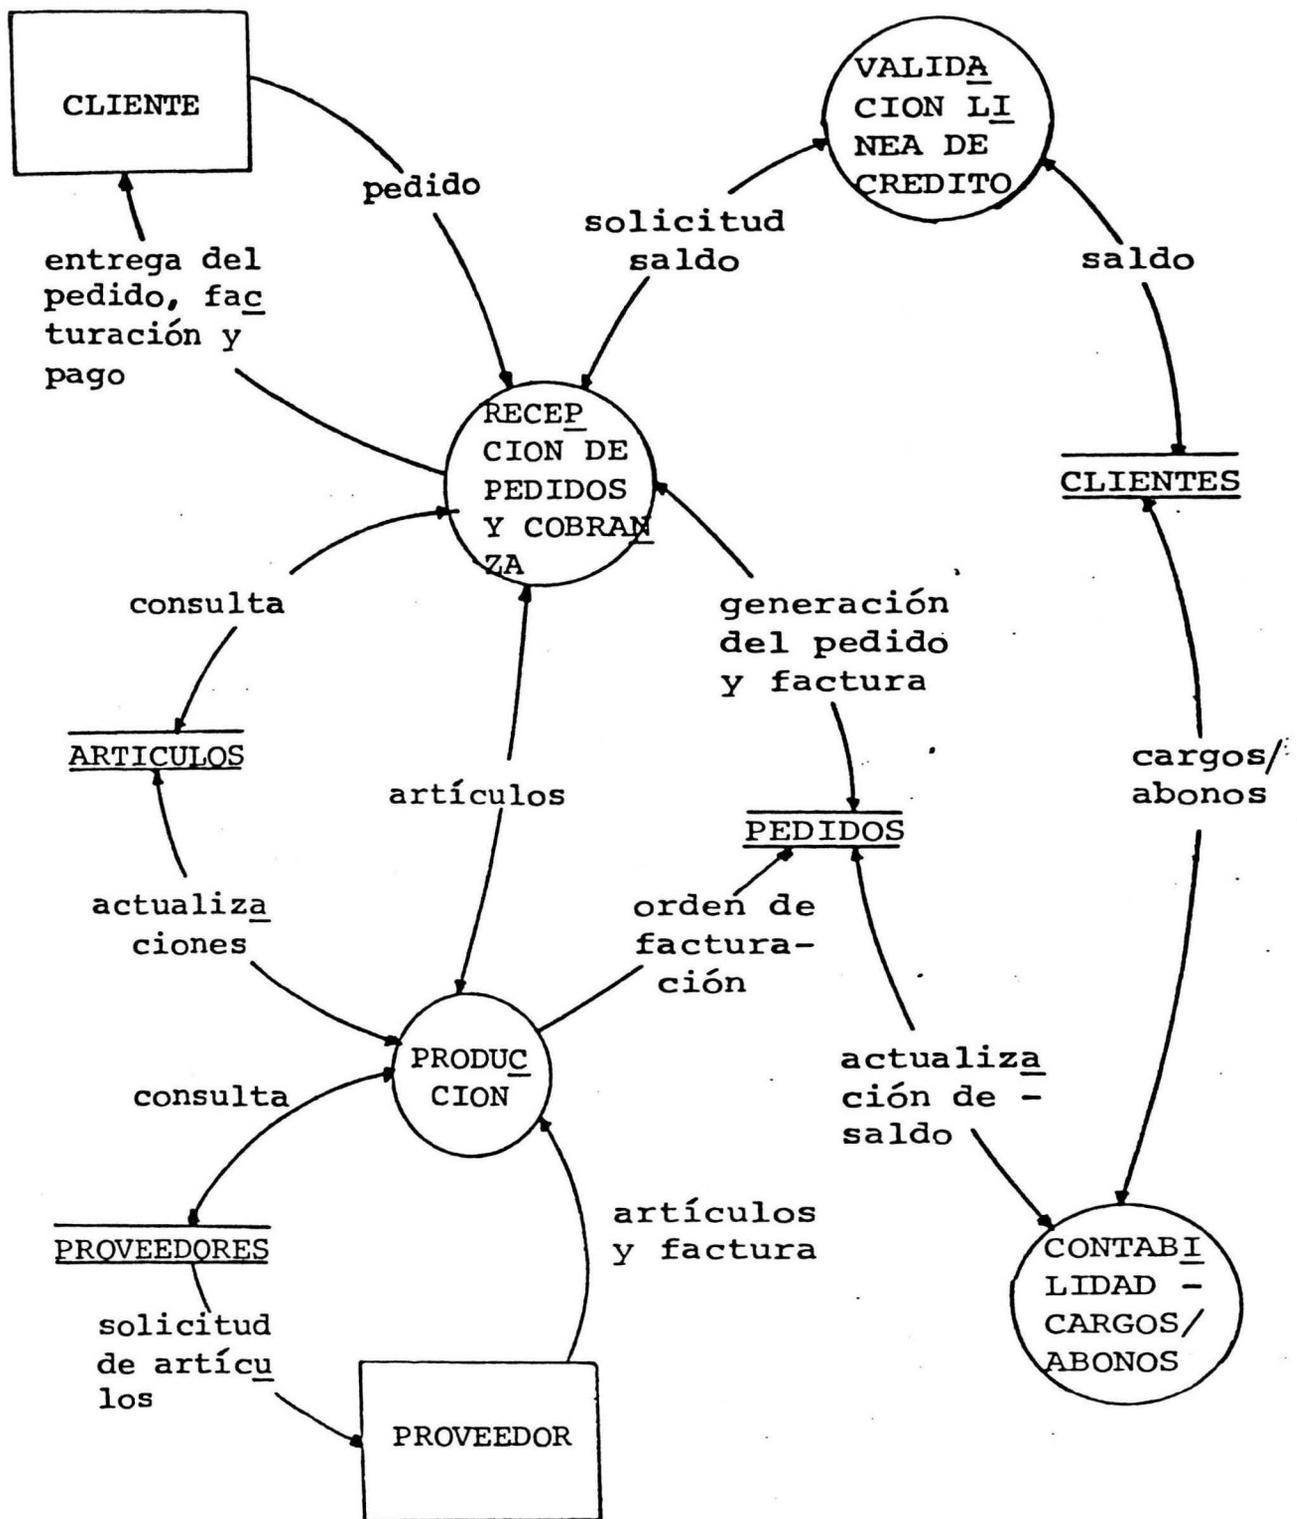 CLIENTE
VALIDA
CION LI
NEA DE
CREDITO
pedido
solicitud
saldo
saldo
entrega del
pedido, fac
turación y
pago
RECEP
CION DE
PEDIDOS
Y COBRAN
ZA
CLIENTES
consulta
generación
del pedido
y factura
ARTICULOS
cargos/
abonos
artículos
PEDIDOS
actualiza
ciones
orden de
factura-
ción
PRODUC
CION
consulta
actualiza
ción de -
saldo
artículos
y factura
PROVEEDORES
CONTABI
LIDAD -
CARGOS/
ABONOS
solicitud
de artícu
los
PROVEEDOR